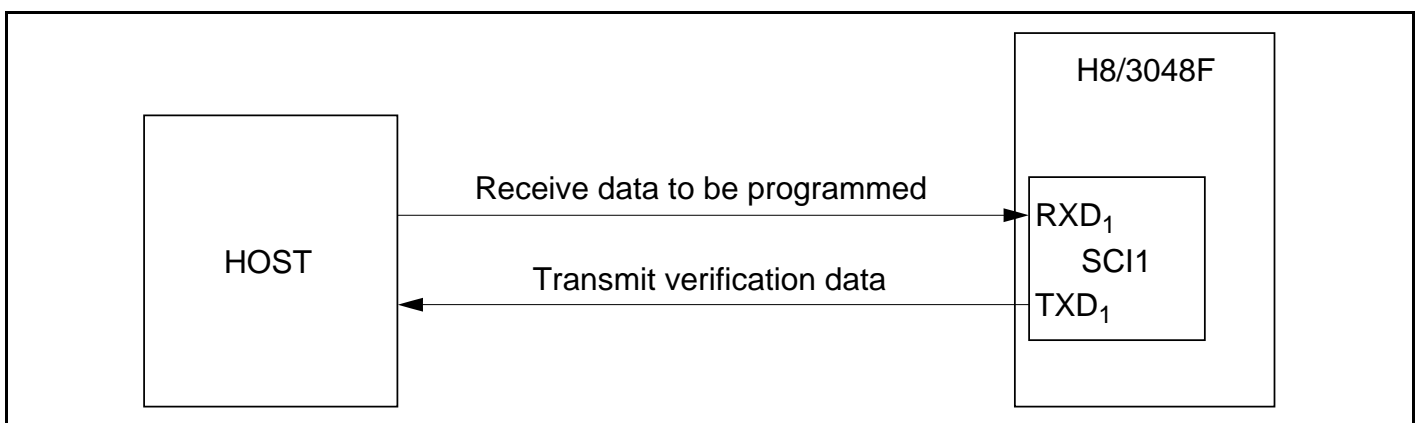 H8/3048F
Receive data to be programmed
RXD₁
HOST
SCI1
Transmit verification data
TXD₁